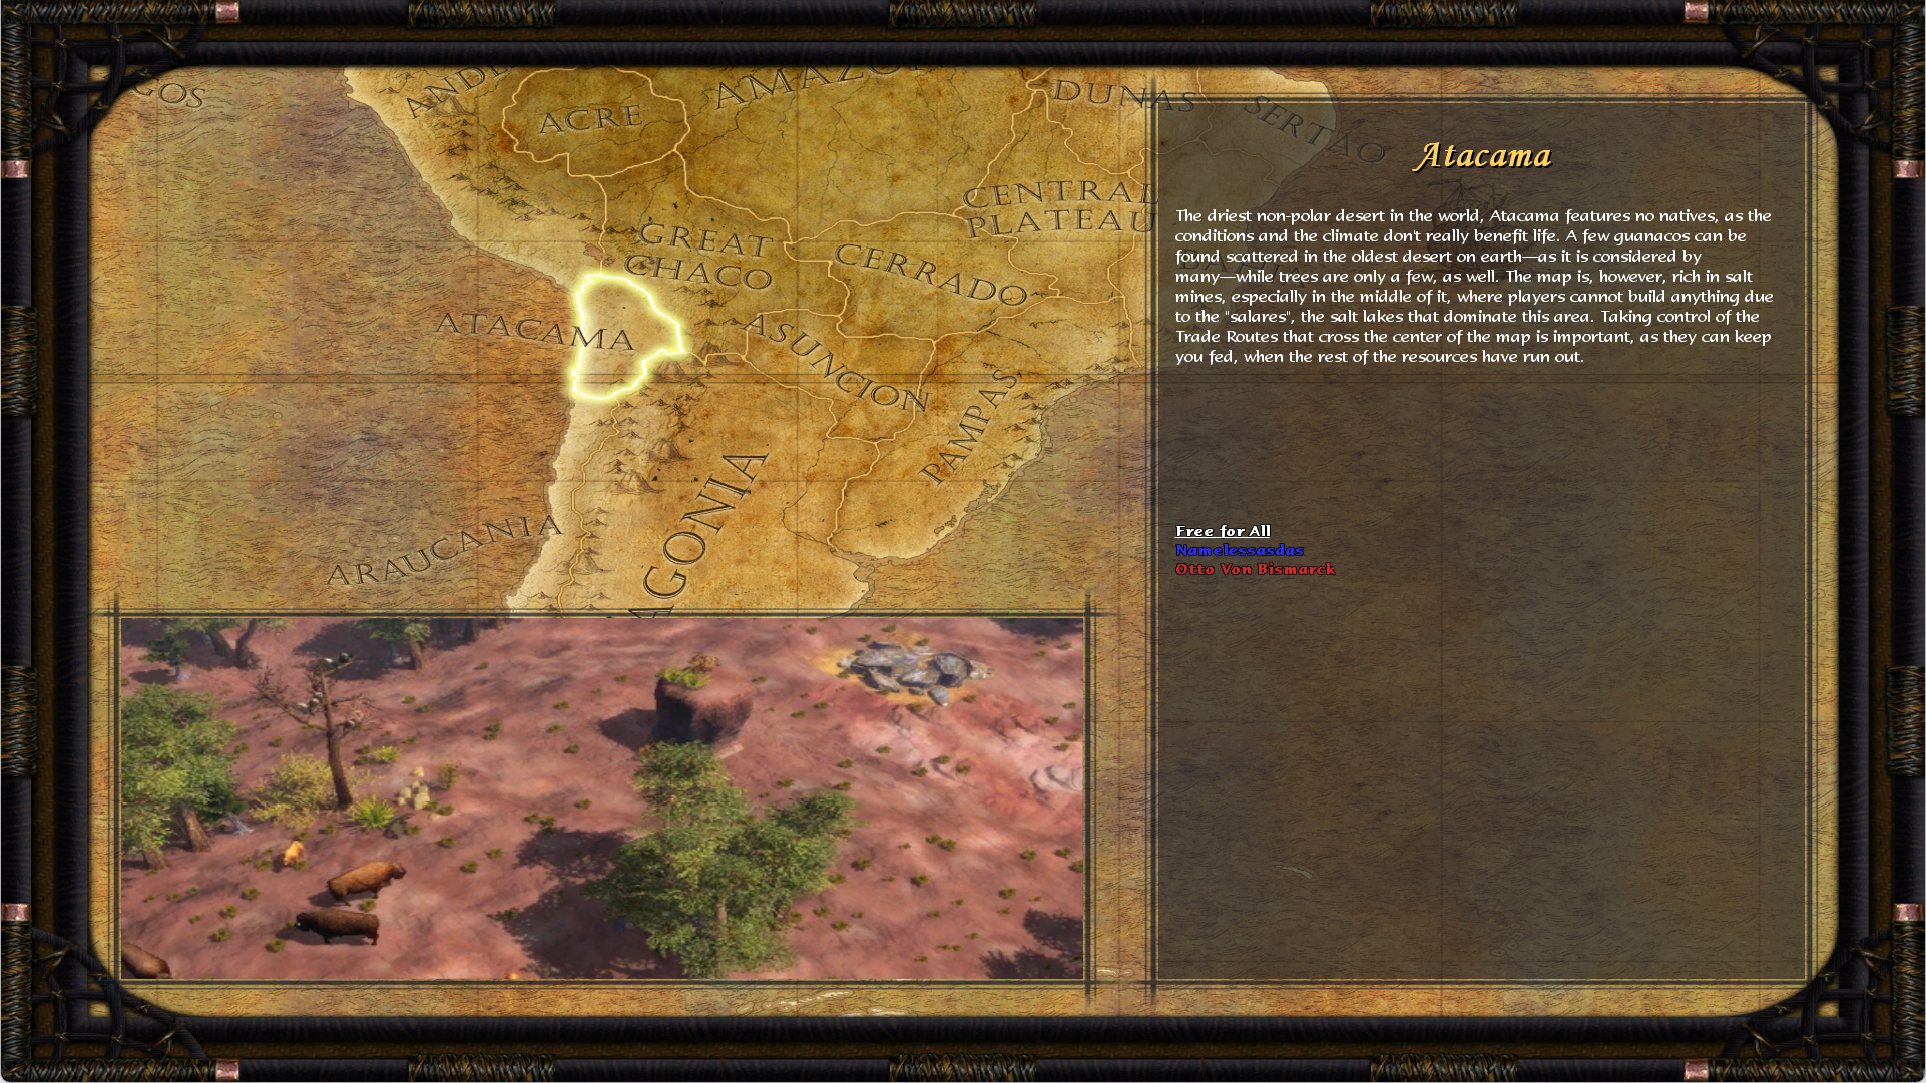 GOS
ANDE
ACRE
AMAZO
DUNAS
SERTAO
CENTRAL
PLATEAU
GREAT
CHACO
CERRADO
ATACAMA
ASUNCION
PAMPAS
AGONIA
ARAUCANIA
Atacama
The driest non-polar desert in the world, Atacama features no natives, as the
conditions and the climate don't really benefit life. A few guanacos can be
found scattered in the oldest desert on earth—as it is considered by
many—while trees are only a few, as well. The map is, however, rich in salt
mines, especially in the middle of it, where players cannot build anything due
to the "salares", the salt lakes that dominate this area. Taking control of the
Trade Routes that cross the center of the map is important, as they can keep
you fed, when the rest of the resources have run out.
Free for All
Namelessasdas
Otto Von Bismarck